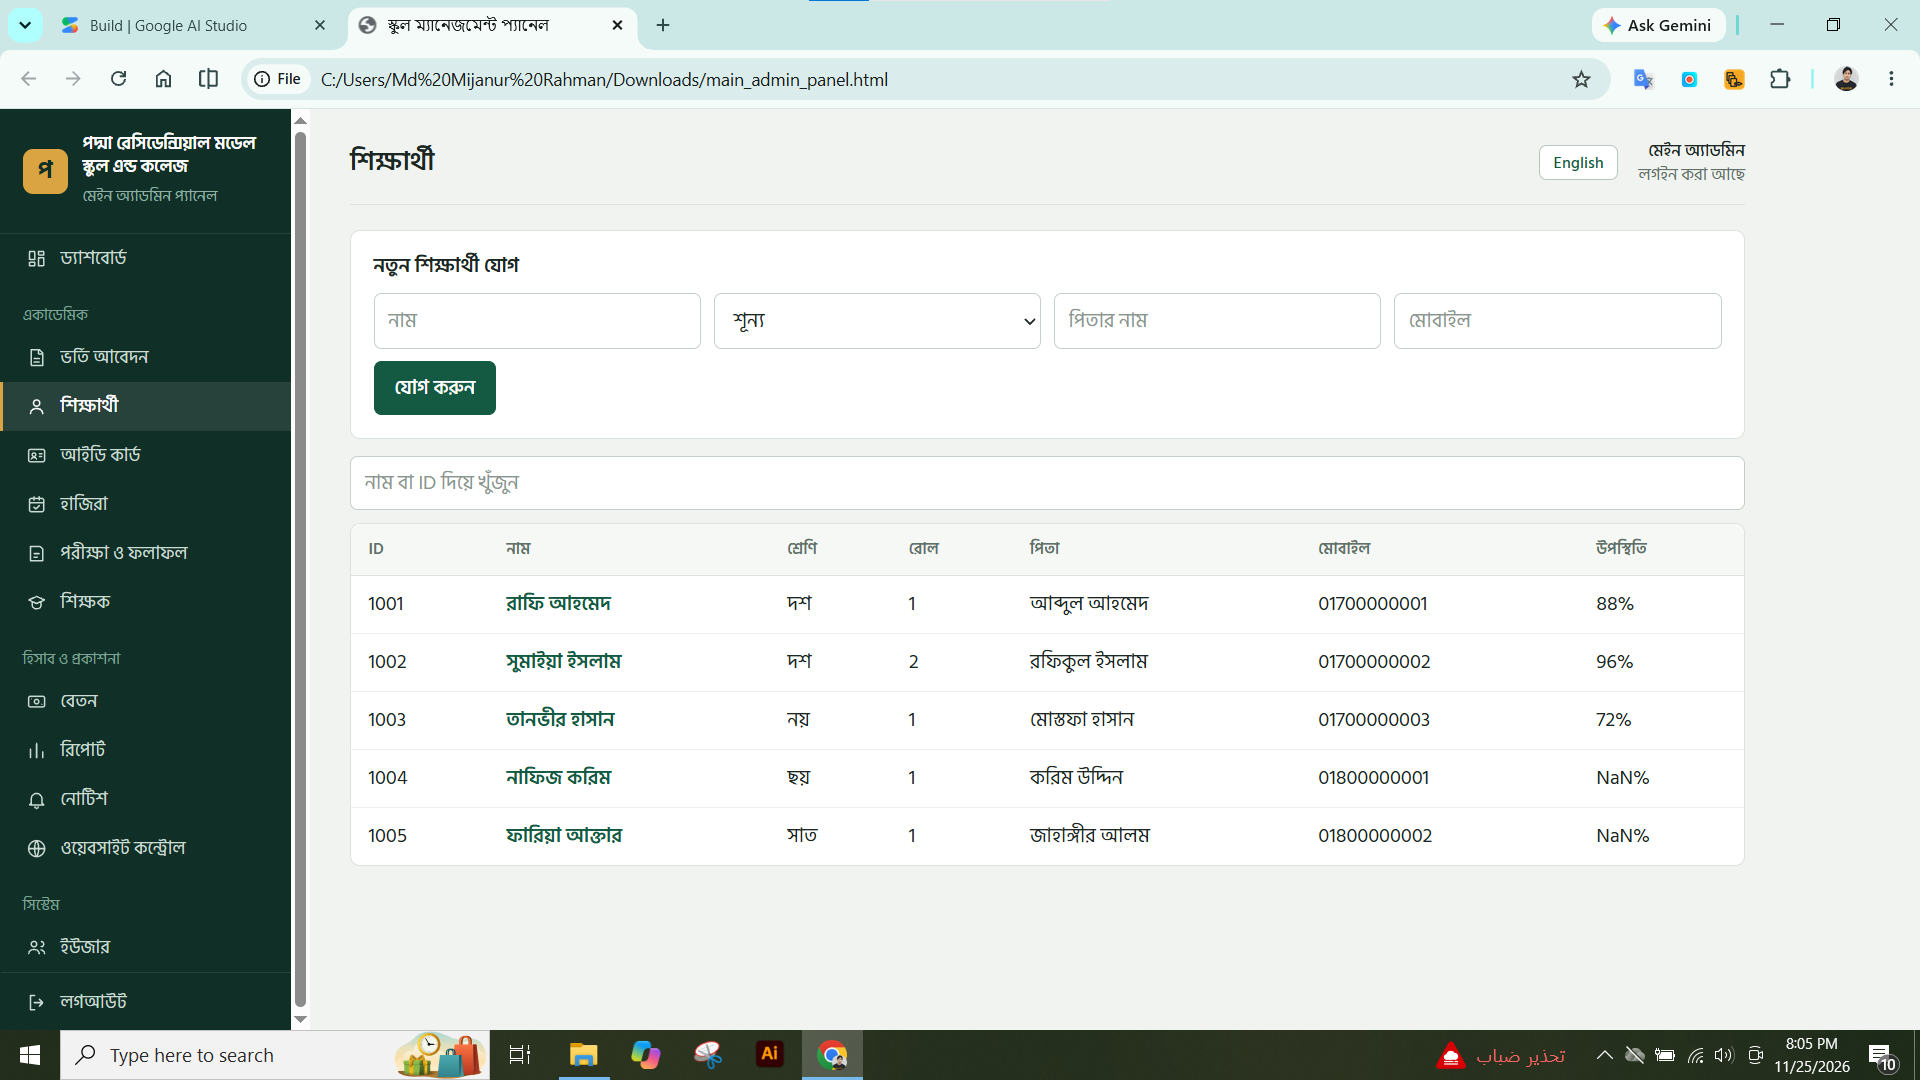 Build | Google AI Studio
স্কুল ম্যানেজমেন্ট প্যানেল
Ask Gemini
File
C:/Users/Md%20Mijanur%20Rahman/Downloads/main_admin_panel.html
প
পদ্মা রেসিডেন্সিয়াল মডেল
স্কুল এন্ড কলেজ
মেইন অ্যাডমিন প্যানেল
ড্যাশবোর্ড
একাডেমিক
ভর্তি আবেদন
শিক্ষার্থী
আইডি কার্ড
হাজিরা
পরীক্ষা ও ফলাফল
শিক্ষক
হিসাব ও প্রকাশনা
বেতন
রিপোর্ট
নোটিশ
ওয়েবসাইট কন্ট্রোল
সিস্টেম
ইউজার
লগআউট
শিক্ষার্থী
English
মেইন অ্যাডমিন
লগইন করা আছে
নতুন শিক্ষার্থী যোগ
নাম শূন্য পিতার নাম মোবাইল
যোগ করুন
নাম বা ID দিয়ে খুঁজুন
ID নাম শ্রেণি রোল পিতা মোবাইল উপস্থিতি
1001 রাফি আহমেদ দশ 1 আব্দুল আহমেদ 01700000001 88%
1002 সুমাইয়া ইসলাম দশ 2 রফিকুল ইসলাম 01700000002 96%
1003 তানভীর হাসান নয় 1 মোস্তফা হাসান 01700000003 72%
1004 নাফিজ করিম ছয় 1 করিম উদ্দিন 01800000001 NaN%
1005 ফারিয়া আক্তার সাত 1 জাহাঙ্গীর আলম 01800000002 NaN%
Type here to search
Ai
تحذير ضباب
8:05 PM
11/25/2026
10